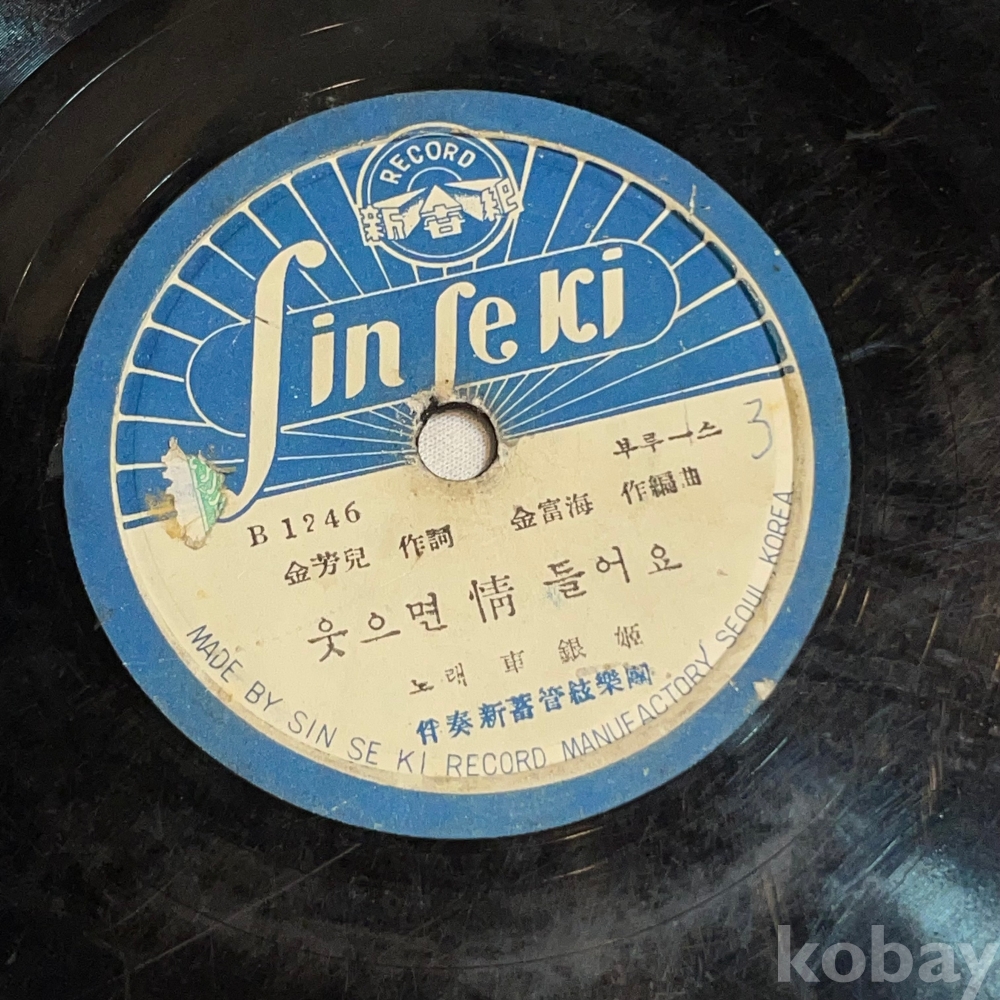 RECORD
新世紀
Sin Se Ki
3
부루ー스
B 1246
金芳兒 作詞 金富海 作編曲
웃으면 情 들어요
노래 車銀姬
伴奏新蓄管絃樂團
MADE BY SIN SE KI RECORD MANUFACTORY SEOUL KOREA
kobay